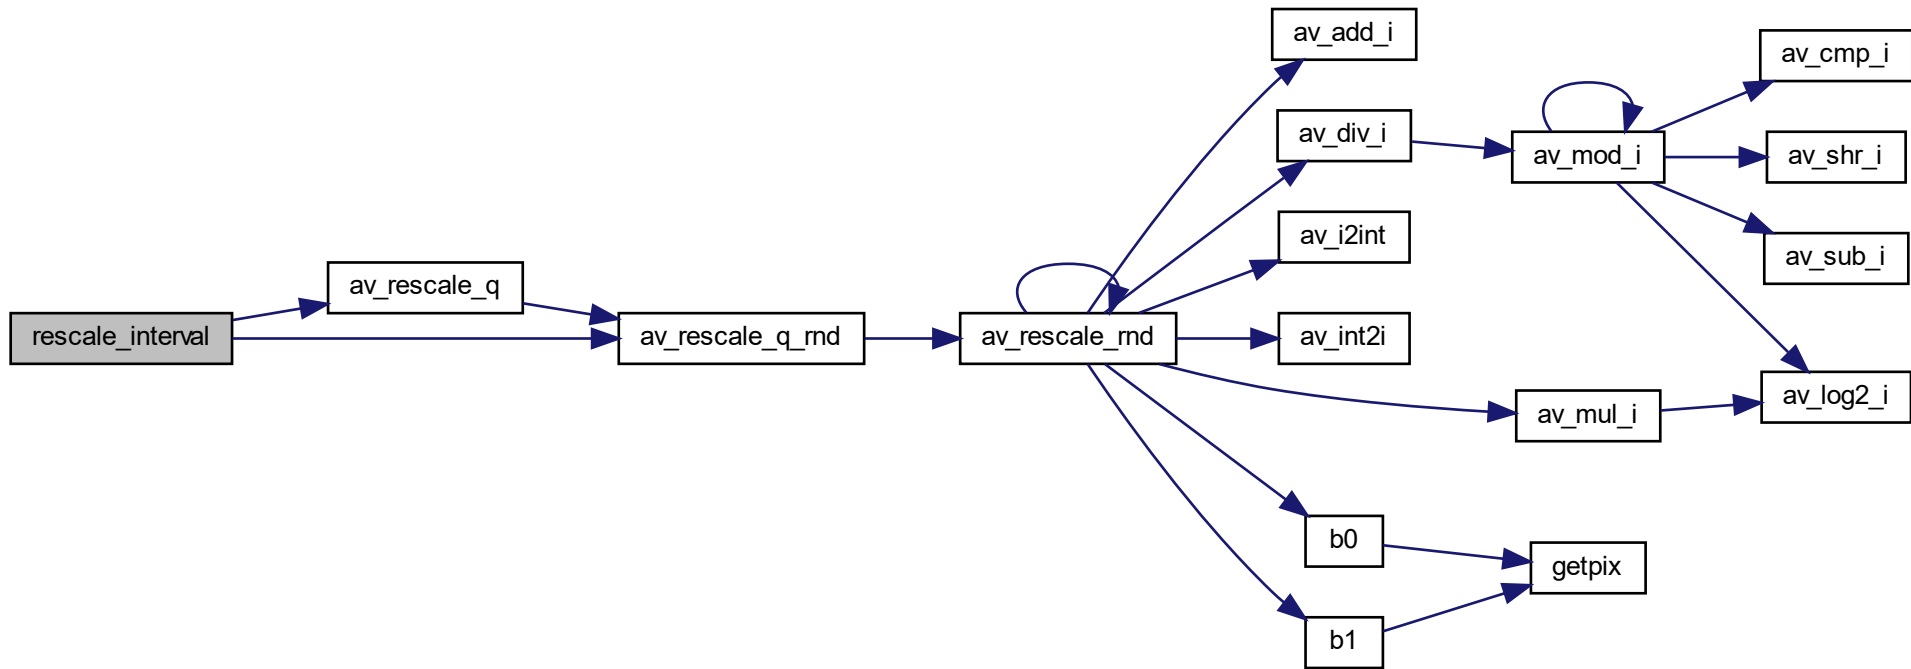 av_add_i
av_cmp_i
av_div_i
av_mod_i
av_shr_i
av_i2int
av_sub_i
av_rescale_q
rescale_interval
av_rescale_q_rnd
av_rescale_rnd
av_int2i
av_log2_i
av_mul_i
b0
getpix
b1